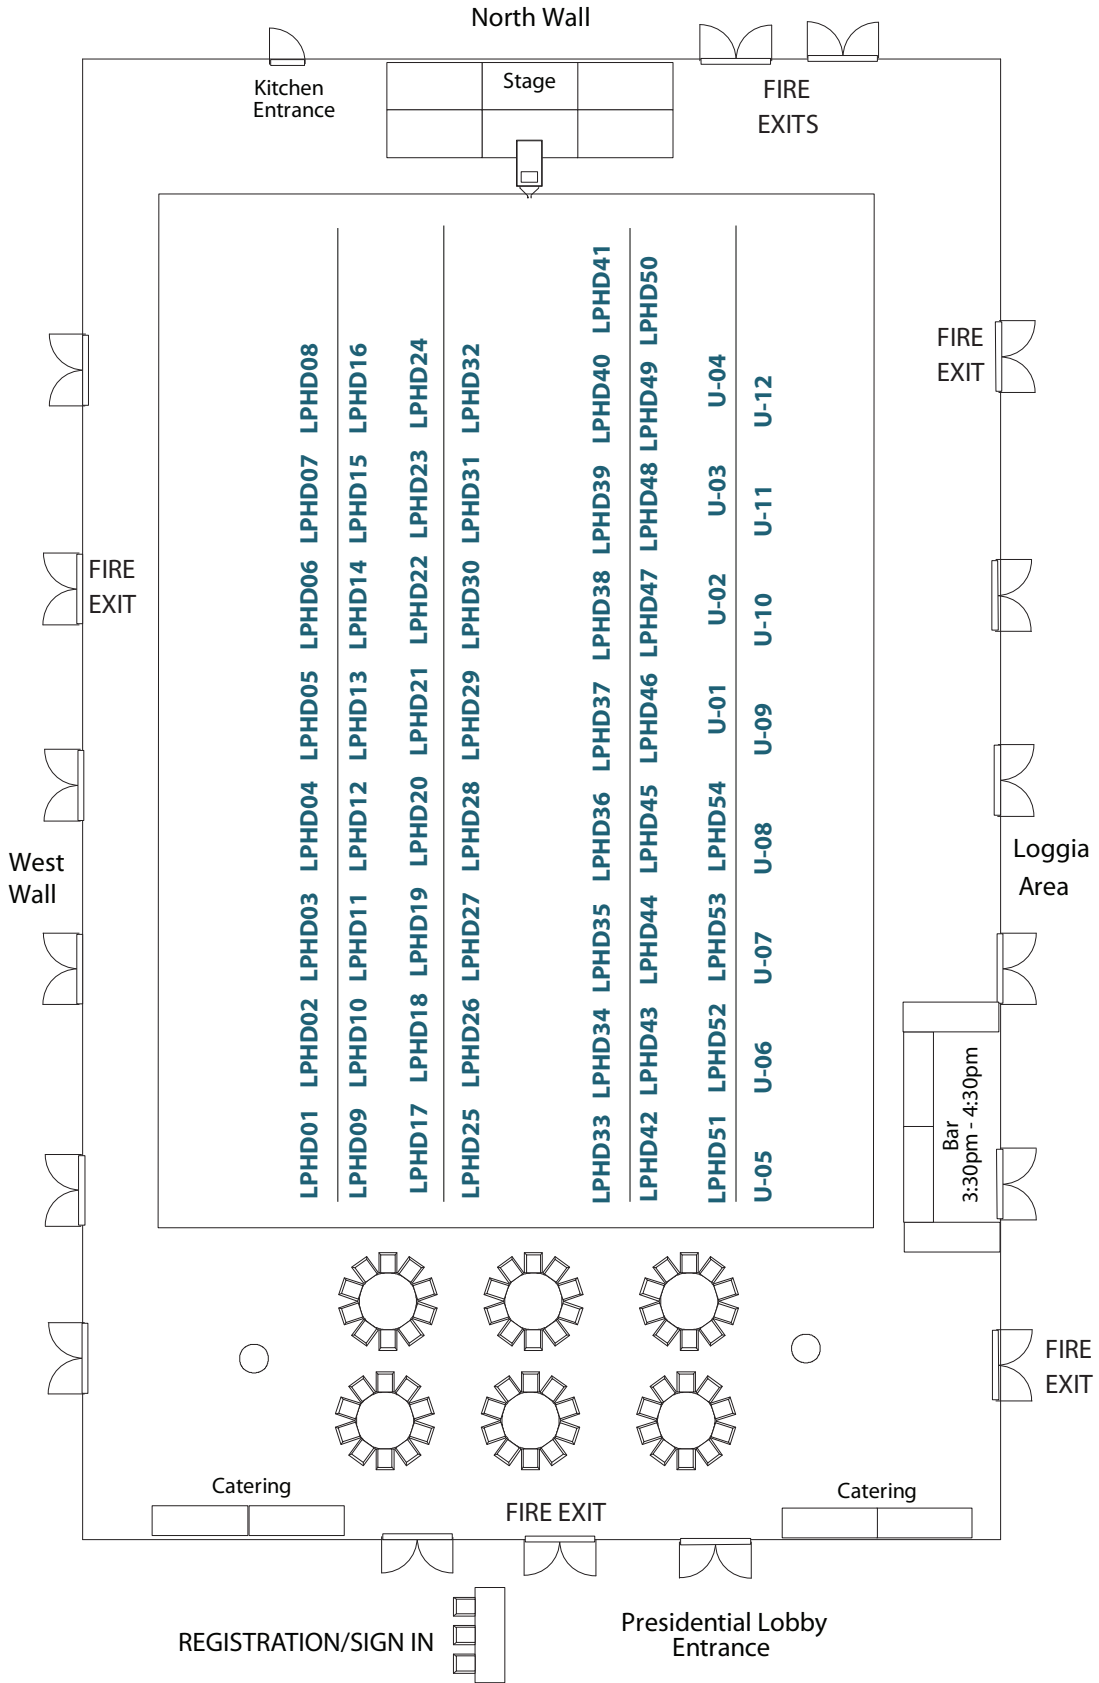 North Wall
Kitchen
Entrance
Stage
FIRE
EXITS
FIRE
EXIT
FIRE
EXIT
West
Wall
Loggia
Area
LPHD01 LPHD02 LPHD03 LPHD04 LPHD05 LPHD06 LPHD07 LPHD08
LPHD09 LPHD10 LPHD11 LPHD12 LPHD13 LPHD14 LPHD15 LPHD16
LPHD17 LPHD18 LPHD19 LPHD20 LPHD21 LPHD22 LPHD23 LPHD24
LPHD25 LPHD26 LPHD27 LPHD28 LPHD29 LPHD30 LPHD31 LPHD32
LPHD33 LPHD34 LPHD35 LPHD36 LPHD37 LPHD38 LPHD39 LPHD40 LPHD41
LPHD42 LPHD43 LPHD44 LPHD45 LPHD46 LPHD47 LPHD48 LPHD49 LPHD50
LPHD51 LPHD52 LPHD53 LPHD54 U-01 U-02 U-03 U-04
U-05 U-06 U-07 U-08 U-09 U-10 U-11 U-12
Bar
3:30pm - 4:30pm
FIRE
EXIT
Catering
FIRE EXIT
Catering
REGISTRATION/SIGN IN
Presidential Lobby
Entrance